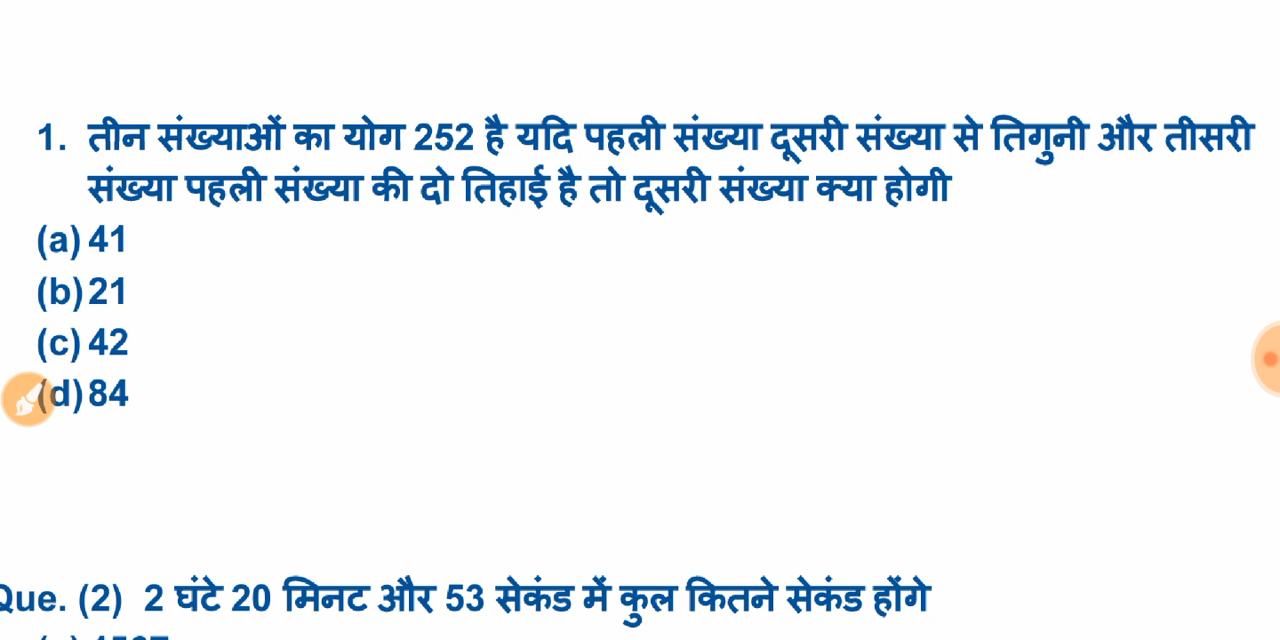 1. तीन संख्याओं का योग 252 है यदि पहली संख्या दूसरी संख्या से तिगुनी और तीसरी
संख्या पहली संख्या की दो तिहाई है तो दूसरी संख्या क्या होगी
(a) 41
(b) 21
(c) 42
(d) 84
Que. (2) 2 घंटे 20 मिनट और 53 सेकंड में कुल कितने सेकंड होंगे